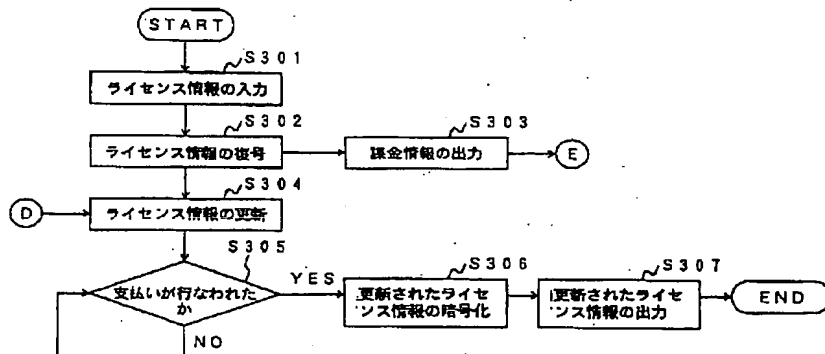 START
S301
ライセンス情報の入力
S302
ライセンス情報の復号
S303
課金情報の出力
E
S304
D
ライセンス情報の更新
S305
支払いが行なわれた
か
YES
NO
S306
更新されたライセ
ンス情報の暗号化
S307
更新されたライセ
ンス情報の出力
END